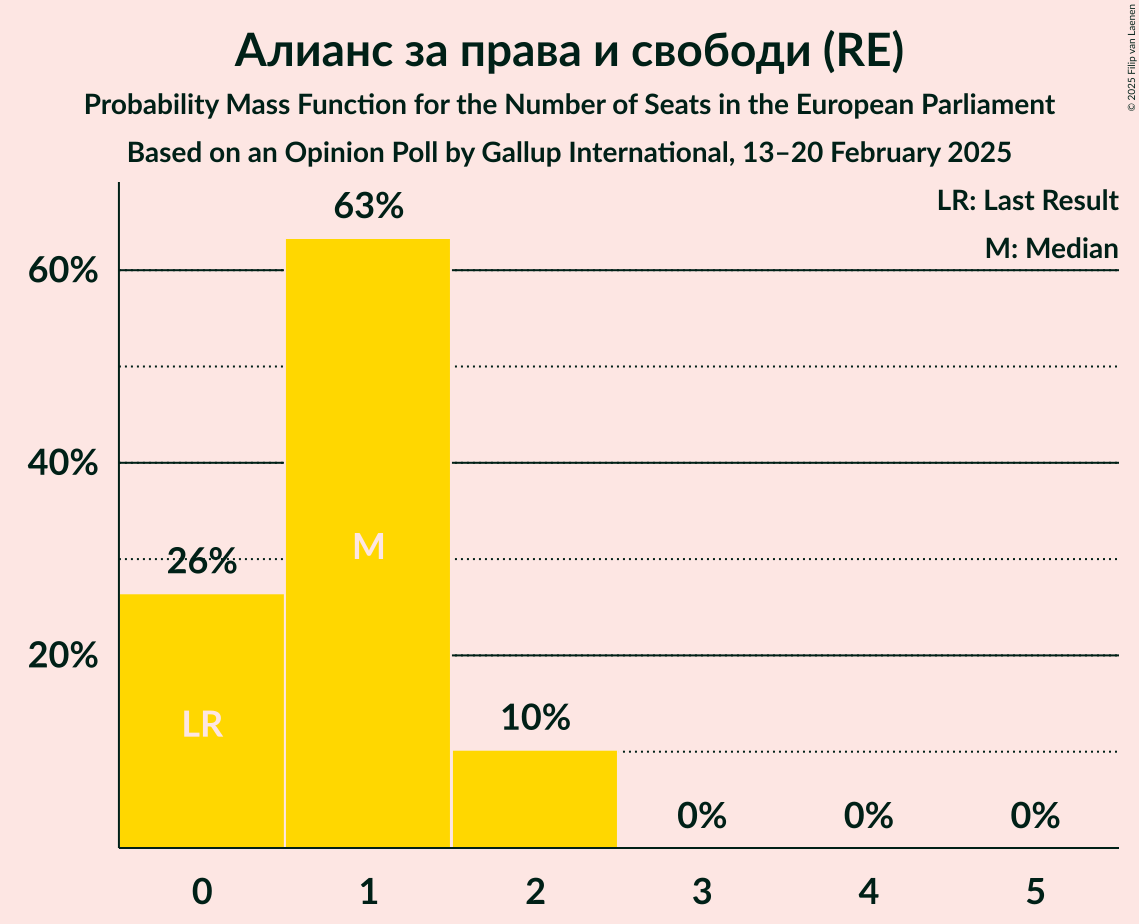 Алианс за права и свободи (RE)
Probability Mass Function for the Number of Seats in the European Parliament
Based on an Opinion Poll by Gallup International, 13–20 February 2025
© 2025 Filip van Laenen
LR: Last Result
M: Median
63%
60%
40%
M
26%
20%
LR
10%
0% 0% 0%
0 1 2 3 4 5